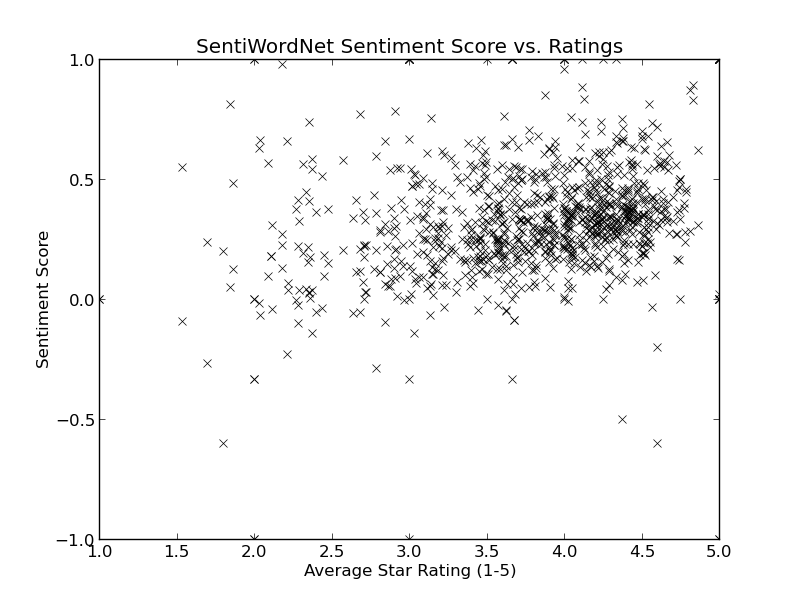 SentiWordNet Sentiment Score vs. Ratings
1.0
0.5
0.0
−0.5
−1.0
Sentiment Score
1.0 1.5 2.0 2.5 3.0 3.5 4.0 4.5 5.0
Average Star Rating (1-5)